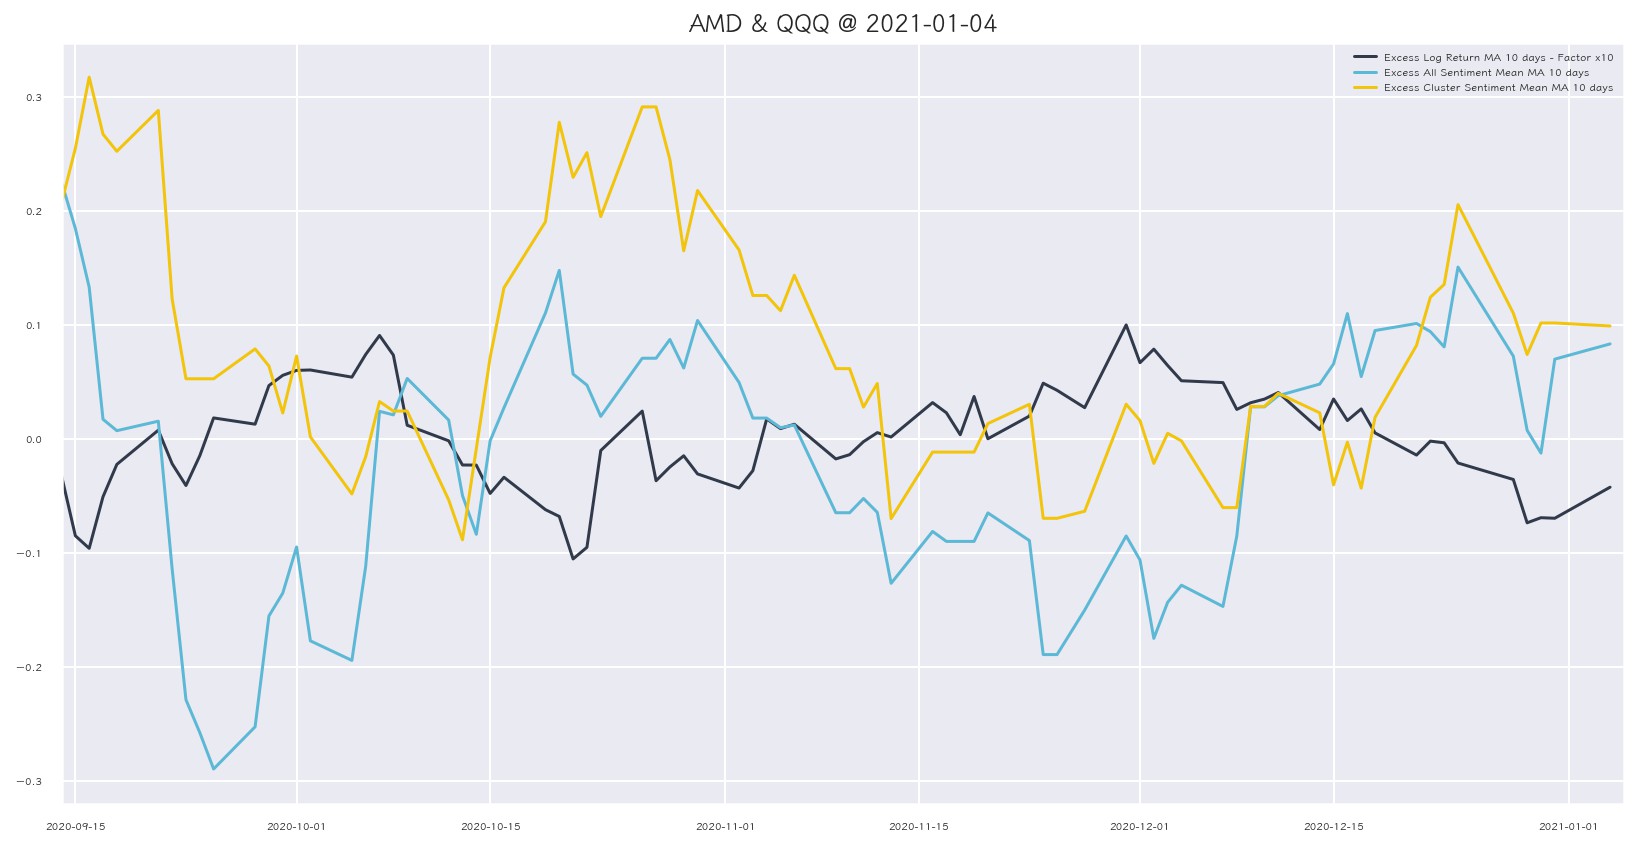 AMD & QQQ @ 2021-01-04
Excess Log Return MA 10 days - Factor x10
Excess All Sentiment Mean MA 10 days
Excess Cluster Sentiment Mean MA 10 days
0.3
0.2
0.1
0.0
−0.1
−0.2
−0.3
2020-09-15 2020-10-01 2020-10-15 2020-11-01 2020-11-15 2020-12-01 2020-12-15 2021-01-01